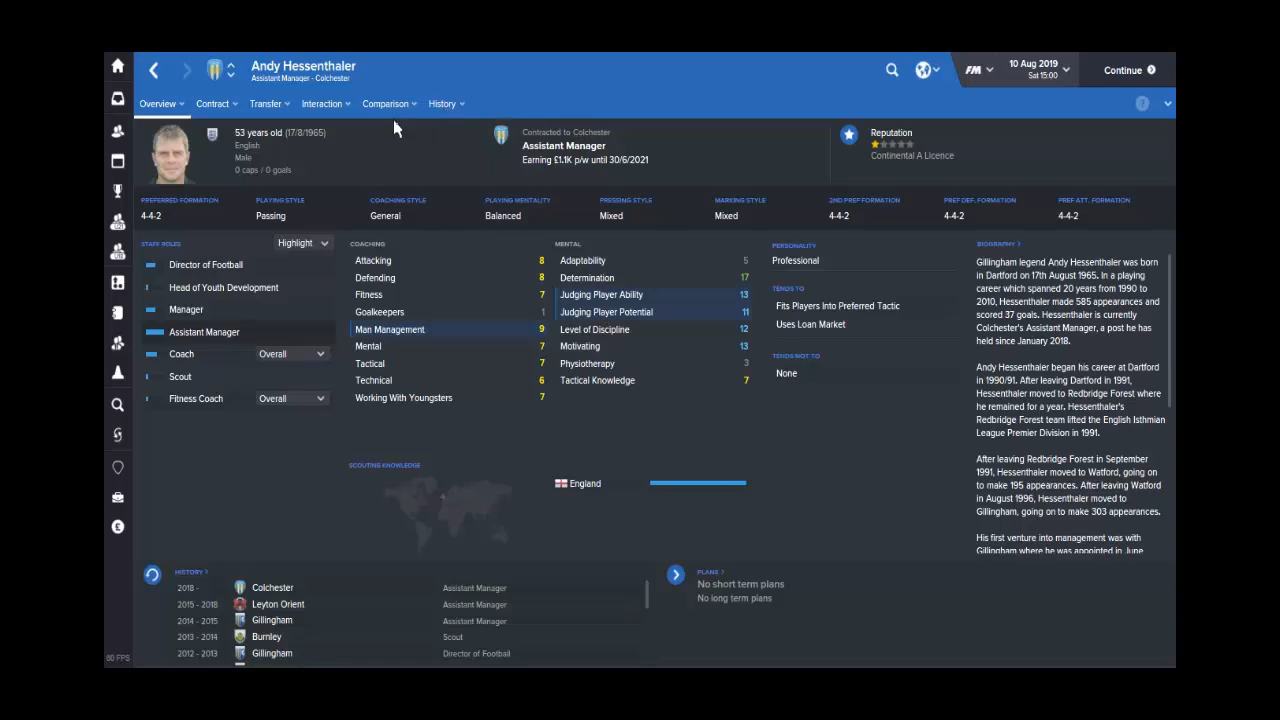 Andy Hessenthaler
Assistant Manager - Colchester
FM
10 Aug 2019
Sat 15:00
Continue
Overview
Contract
Transfer
Interaction
Comparison
History
?
53 years old (17/8/1965)
English
Male
0 caps / 0 goals
Contracted to Colchester
Assistant Manager
Earning £1.1K p/w until 30/6/2021
Reputation
Continental A Licence
PREFERRED FORMATION
4-4-2
PLAYING STYLE
Passing
COACHING STYLE
General
PLAYING MENTALITY
Balanced
PRESSING STYLE
Mixed
MARKING STYLE
Mixed
2ND PREF FORMATION
4-4-2
PREF DEF. FORMATION
4-4-2
PREF ATT. FORMATION
4-4-2
STAFF ROLES
Highlight
Director of Football
Head of Youth Development
Manager
Assistant Manager
Coach Overall
Scout
Fitness Coach Overall
COACHING
Attacking 8
Defending 8
Fitness 7
Goalkeepers 1
Man Management 9
Mental 7
Tactical 7
Technical 6
Working With Youngsters 7
MENTAL
Adaptability 5
Determination 17
Judging Player Ability 13
Judging Player Potential 11
Level of Discipline 12
Motivating 13
Physiotherapy 3
Tactical Knowledge 7
PERSONALITY
Professional
TENDS TO
Fits Players Into Preferred Tactic
Uses Loan Market
TENDS NOT TO
None
BIOGRAPHY >
Gillingham legend Andy Hessenthaler was born
in Dartford on 17th August 1965. In a playing
career which spanned 20 years from 1990 to
2010, Hessenthaler made 585 appearances and
scored 37 goals. Hessenthaler is currently
Colchester's Assistant Manager, a post he has
held since January 2018.
Andy Hessenthaler began his career at Dartford
in 1990/91. After leaving Dartford in 1991,
Hessenthaler moved to Redbridge Forest where
he remained for a year. Hessenthaler's
Redbridge Forest team lifted the English Isthmian
League Premier Division in 1991.
After leaving Redbridge Forest in September
1991, Hessenthaler moved to Watford, going on
to make 195 appearances. After leaving Watford
in August 1996, Hessenthaler moved to
Gillingham, going on to make 303 appearances.
His first venture into management was with
Gillingham where he was appointed in June
SCOUTING KNOWLEDGE
England
HISTORY >
2018 - Colchester Assistant Manager
2015 - 2018 Leyton Orient Assistant Manager
2014 - 2015 Gillingham Assistant Manager
2013 - 2014 Burnley Scout
2012 - 2013 Gillingham Director of Football
PLANS >
No short term plans
No long term plans
60 FPS